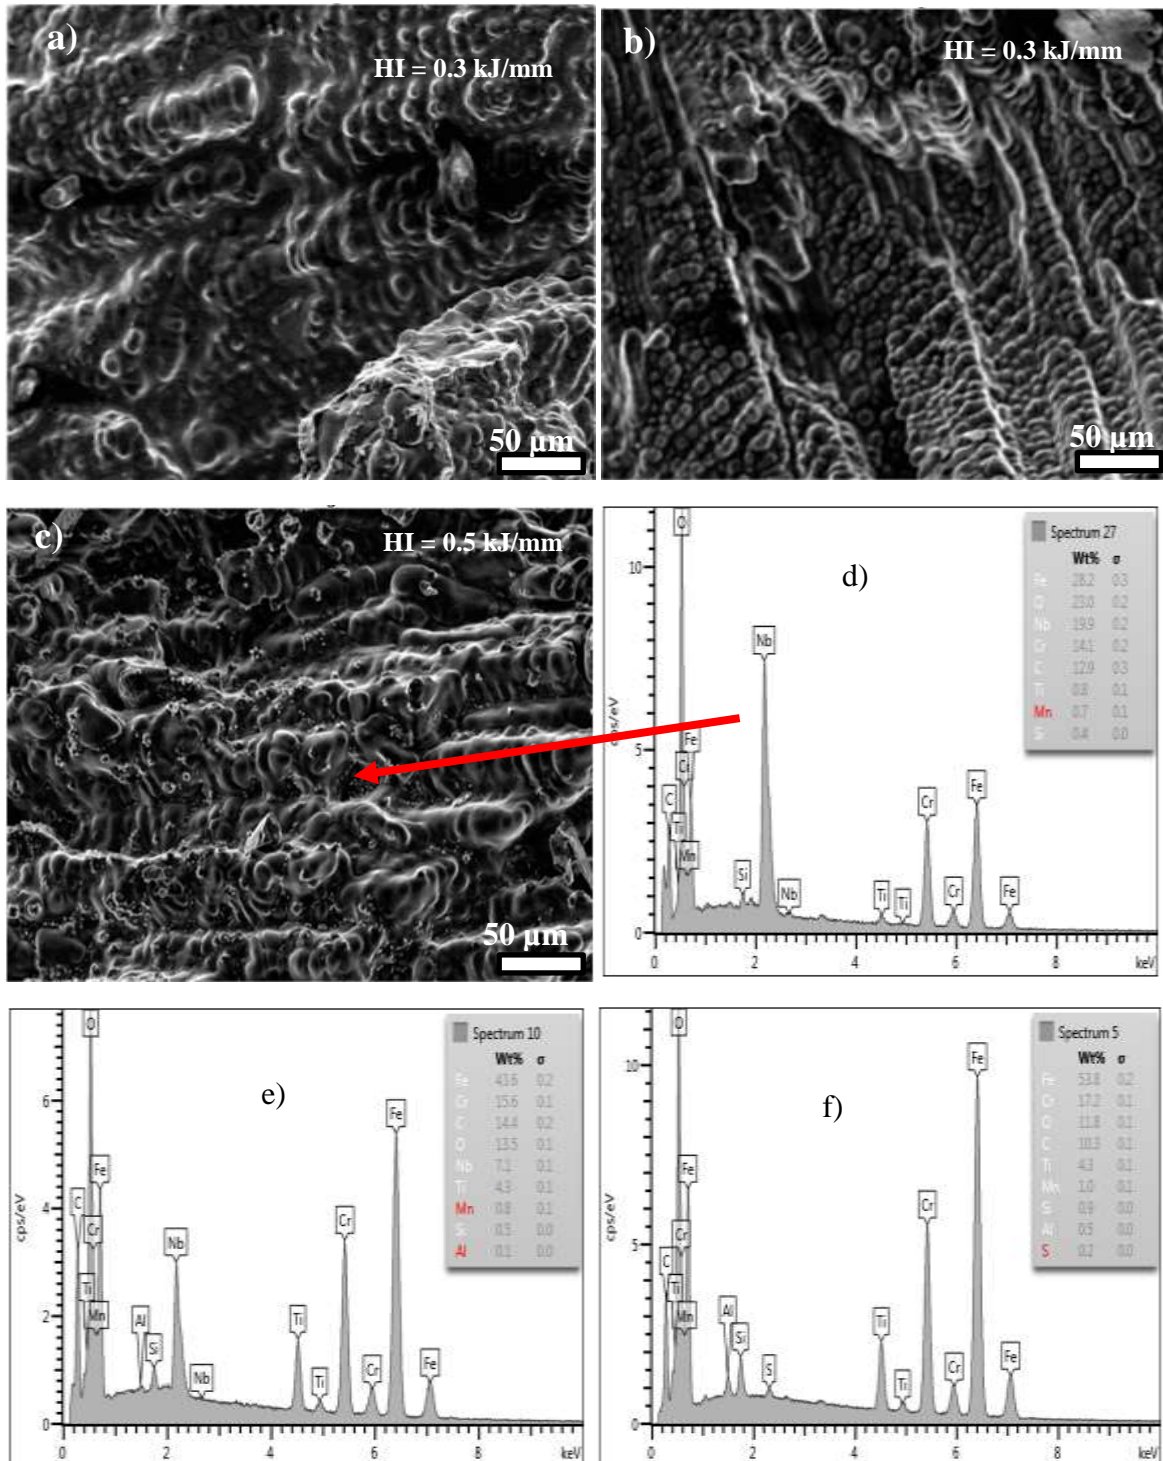 a)
HI = 0.3 kJ/mm
50 µm
b)
HI = 0.3 kJ/mm
50 µm
c)
HI = 0.5 kJ/mm
50 µm
d)
cps/eV
10
5
0
0 2 4 6 8 keV
O
Fe
Cr
C
Ti
Mn
Si
Nb
Nb
Ti
Ti
Cr
Cr
Fe
Fe
Spectrum 27
Wt% σ
Fe 28.2 0.3
O 23.0 0.2
Nb 19.9 0.2
Cr 14.1 0.2
C 12.9 0.3
Ti 0.8 0.1
Mn 0.7 0.1
Si 0.4 0.0
e)
cps/eV
6
4
2
0
0 2 4 6 8 keV
O
Fe
C
Cr
Ti
Mn
Al
Si
Nb
Nb
Ti
Ti
Cr
Cr
Fe
Fe
Spectrum 10
Wt% σ
Fe 43.6 0.2
Cr 15.6 0.1
C 14.4 0.2
O 13.5 0.1
Nb 7.1 0.1
Ti 4.3 0.1
Mn 0.8 0.1
Si 0.5 0.0
Al 0.1 0.0
f)
cps/eV
10
5
0
0 2 4 6 8 keV
O
Fe
Cr
C
Ti
Mn
Al
Si
S
Ti
Ti
Cr
Cr
Fe
Fe
Spectrum 5
Wt% σ
Fe 53.8 0.2
Cr 17.2 0.1
O 11.8 0.1
C 10.3 0.1
Ti 4.3 0.1
Mn 1.0 0.1
Si 0.9 0.0
Al 0.5 0.0
S 0.2 0.0